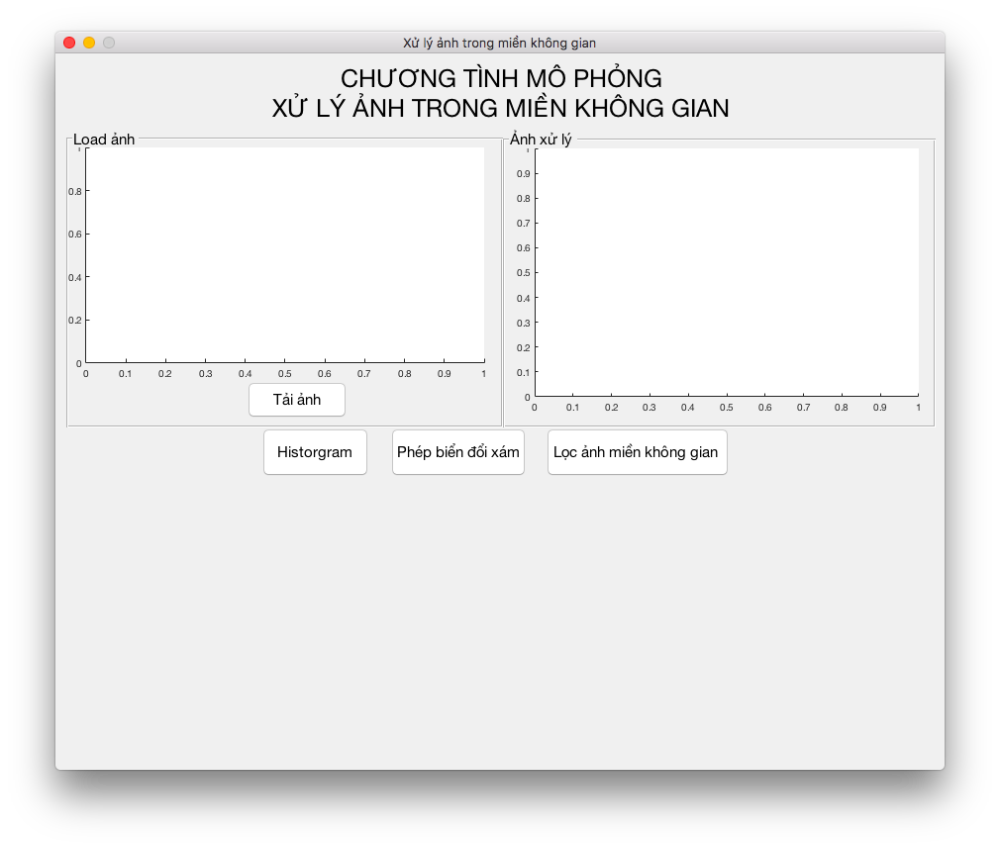 Xử lý ảnh trong miền không gian
CHƯƠNG TÌNH MÔ PHỎNG
XỬ LÝ ẢNH TRONG MIỀN KHÔNG GIAN
Load ảnh
1
0.8
0.6
0.4
0.2
0
0 0.1 0.2 0.3 0.4 0.5 0.6 0.7 0.8 0.9 1
Tải ảnh
Ảnh xử lý
1
0.9
0.8
0.7
0.6
0.5
0.4
0.3
0.2
0.1
0
0 0.1 0.2 0.3 0.4 0.5 0.6 0.7 0.8 0.9 1
Historgram
Phép biển đổi xám
Lọc ảnh miền không gian